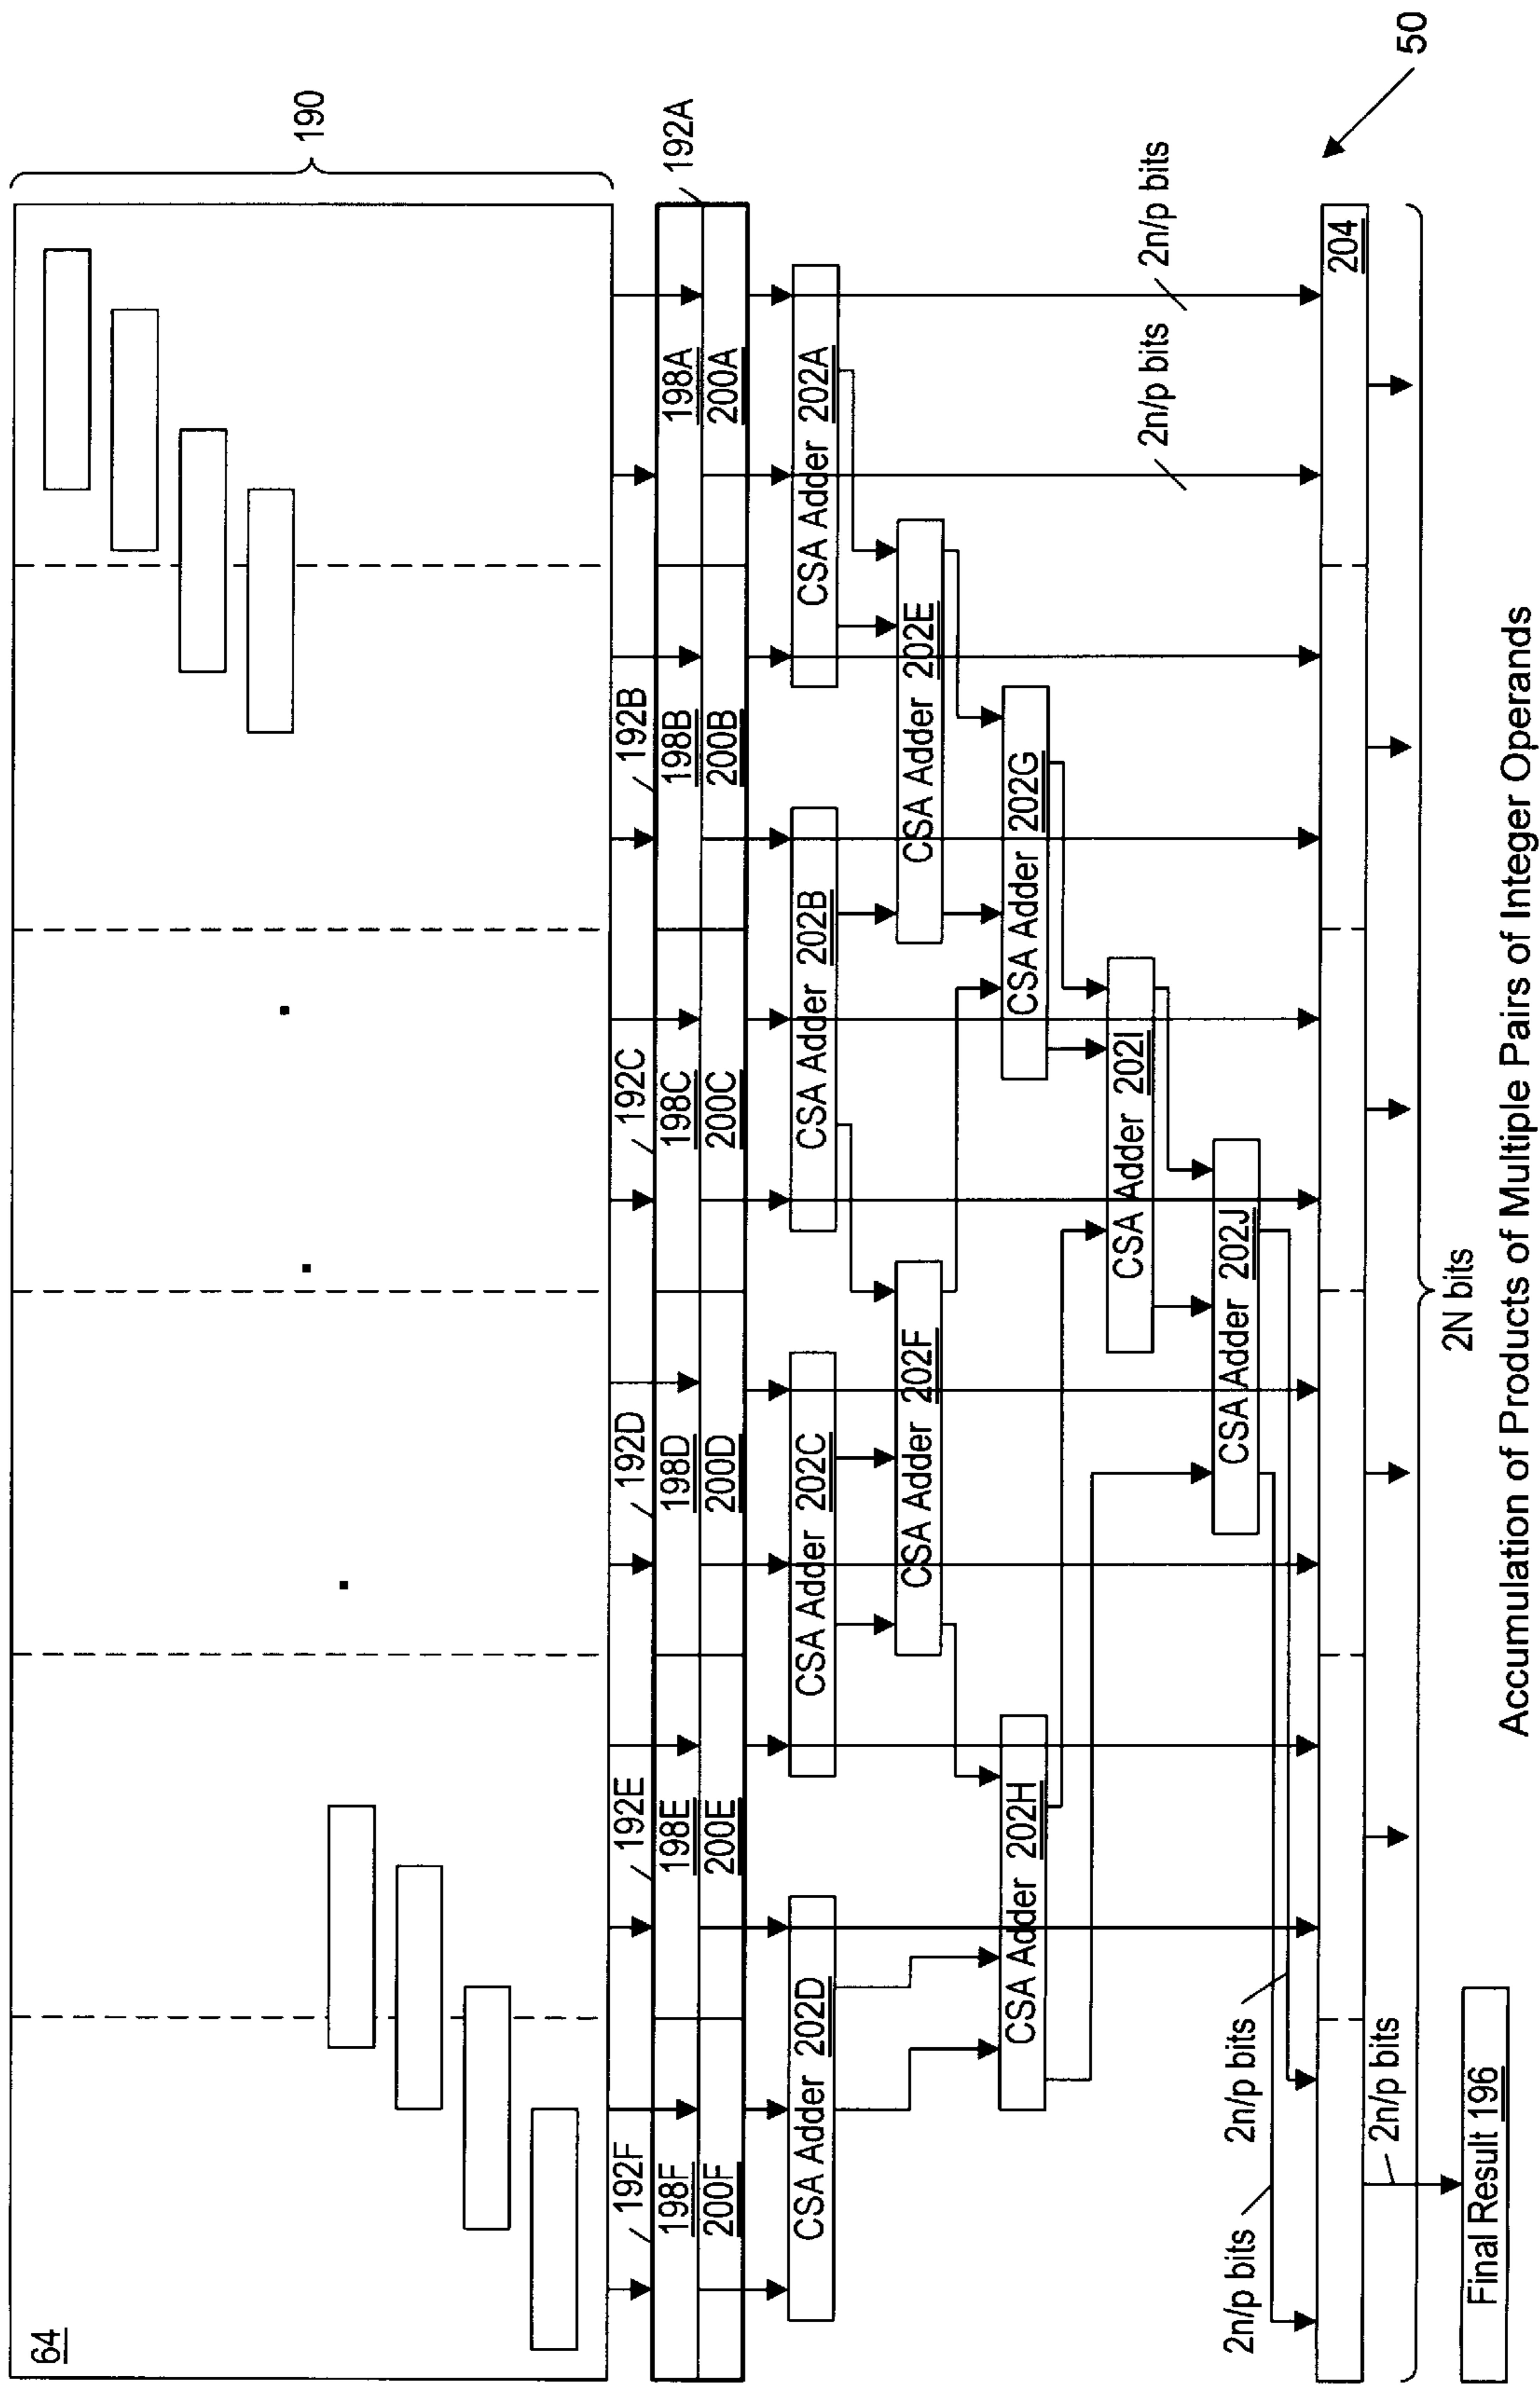 64
190
192F
192E
192D
192C
192B
192A
198F
198E
198D
198C
198B
198A
200F
200E
200D
200C
200B
200A
CSA Adder 202D
CSA Adder 202C
CSA Adder 202B
CSA Adder 202A
CSA Adder 202F
CSA Adder 202E
CSA Adder 202H
CSA Adder 202G
CSA Adder 202I
CSA Adder 202J
2n/p bits
2n/p bits
2n/p bits
2n/p bits
204
50
2n/p bits
2N bits
Final Result 196
Accumulation of Products of Multiple Pairs of Integer Operands